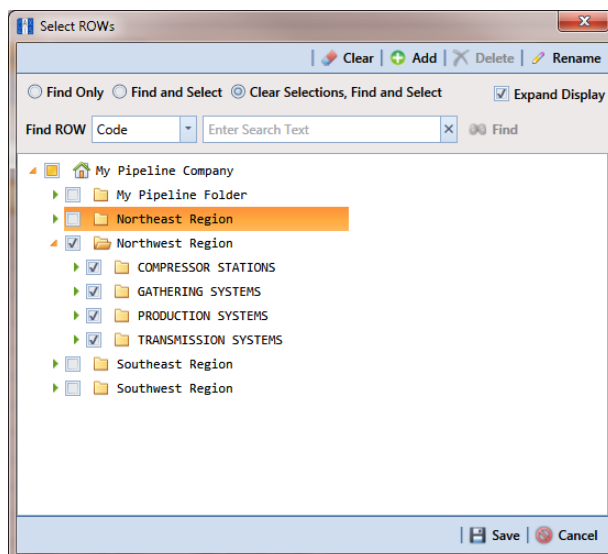 Select ROWs
Clear Add Delete Rename
Find Only Find and Select Clear Selections, Find and Select Expand Display
Find ROW Code Enter Search Text Find
My Pipeline Company
My Pipeline Folder
Northeast Region
Northwest Region
COMPRESSOR STATIONS
GATHERING SYSTEMS
PRODUCTION SYSTEMS
TRANSMISSION SYSTEMS
Southeast Region
Southwest Region
Save Cancel